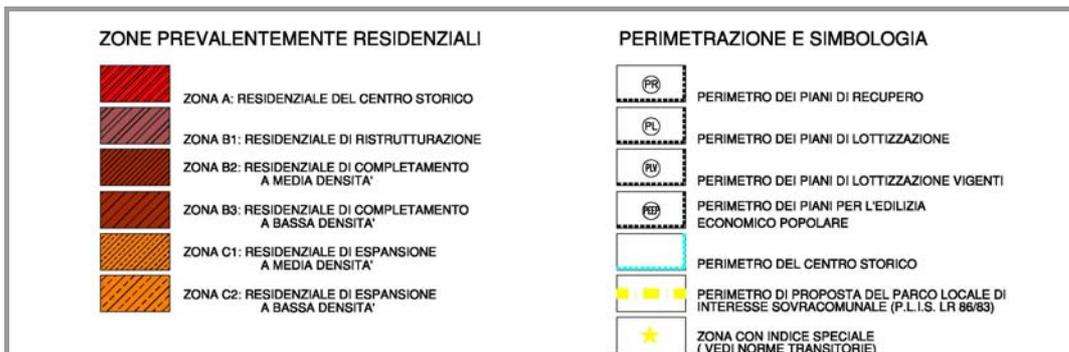 ZONE PREVALENTEMENTE RESIDENZIALI
ZONA A: RESIDENZIALE DEL CENTRO STORICO
ZONA B1: RESIDENZIALE DI RISTRUTTURAZIONE
ZONA B2: RESIDENZIALE DI COMPLETAMENTO
A MEDIA DENSITA'
ZONA B3: RESIDENZIALE DI COMPLETAMENTO
A BASSA DENSITA'
ZONA C1: RESIDENZIALE DI ESPANSIONE
A MEDIA DENSITA'
ZONA C2: RESIDENZIALE DI ESPANSIONE
A BASSA DENSITA'
PERIMETRAZIONE E SIMBOLOGIA
PR
PERIMETRO DEI PIANI DI RECUPERO
PL
PERIMETRO DEI PIANI DI LOTTIZZAZIONE
PLV
PERIMETRO DEI PIANI DI LOTTIZZAZIONE VIGENTI
PEEP
PERIMETRO DEI PIANI PER L'EDILIZIA
ECONOMICO POPOLARE
PERIMETRO DEL CENTRO STORICO
PERIMETRO DI PROPOSTA DEL PARCO LOCALE DI
INTERESSE SOVRACOMUNALE (P.L.I.S. LR 86/83)
ZONA CON INDICE SPECIALE
( VEDI NORME TRANSITORIE)